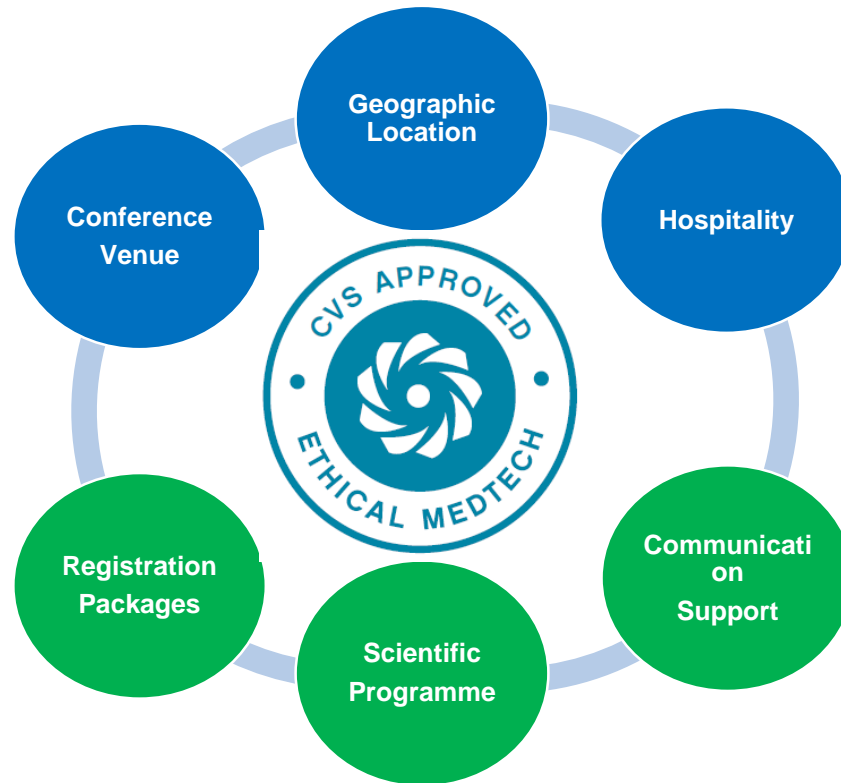 Geographic
Location
Hospitality
Conference
Venue
CVS APPROVED
ETHICAL MEDTECH
Registration
Packages
Communicati
on
Support
Scientific
Programme